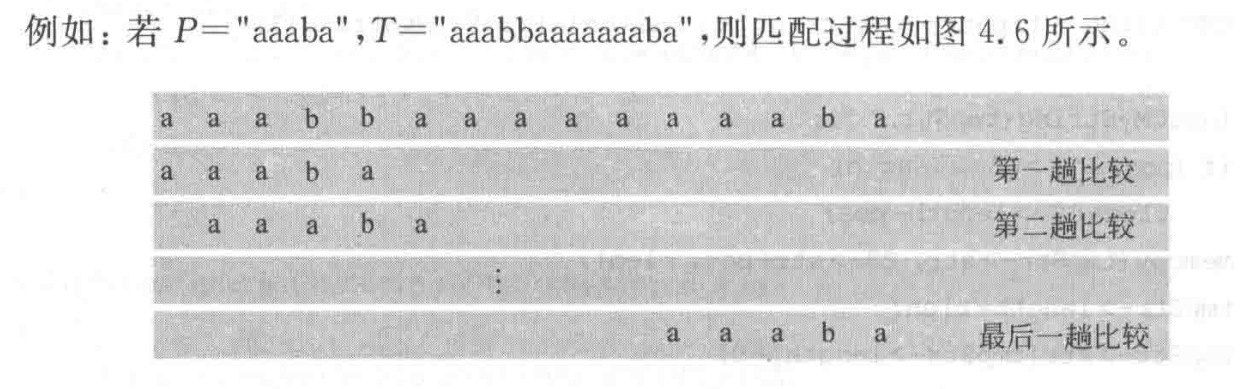 例如：若 P="aaaba",T="aaabbaaaaaaaba",则匹配过程如图 4.6 所示。
a a a b b a a a a a a a a b a
a a a b a 第一趟比较
a a a b a 第二趟比较
⋮
a a a b a 最后一趟比较